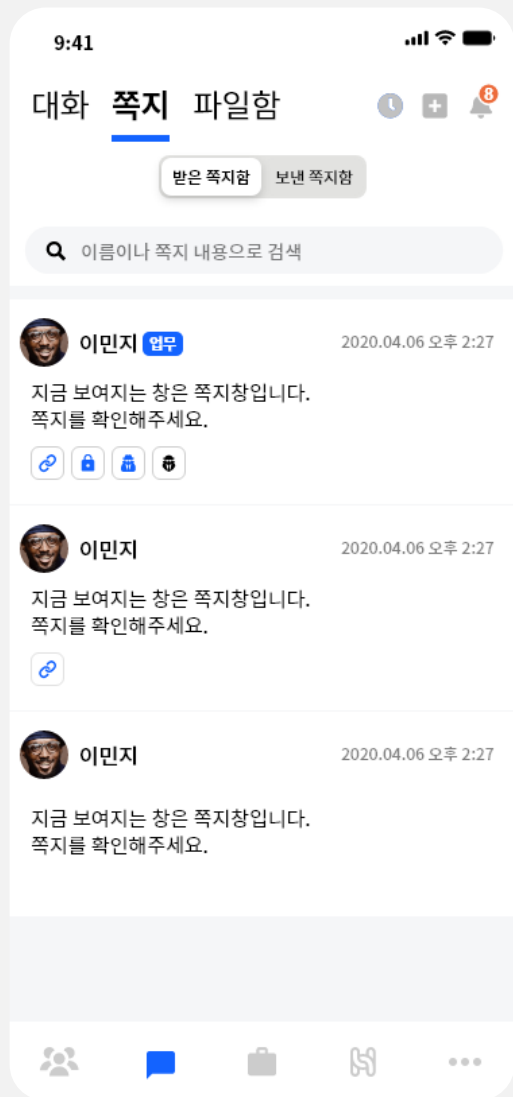 9:41
대화 쪽지 파일함
8
받은 쪽지함 보낸 쪽지함
이름이나 쪽지 내용으로 검색
이민지 업무 2020.04.06 오후 2:27
지금 보여지는 창은 쪽지창입니다.
쪽지를 확인해주세요.
이민지 2020.04.06 오후 2:27
지금 보여지는 창은 쪽지창입니다.
쪽지를 확인해주세요.
이민지 2020.04.06 오후 2:27
지금 보여지는 창은 쪽지창입니다.
쪽지를 확인해주세요.